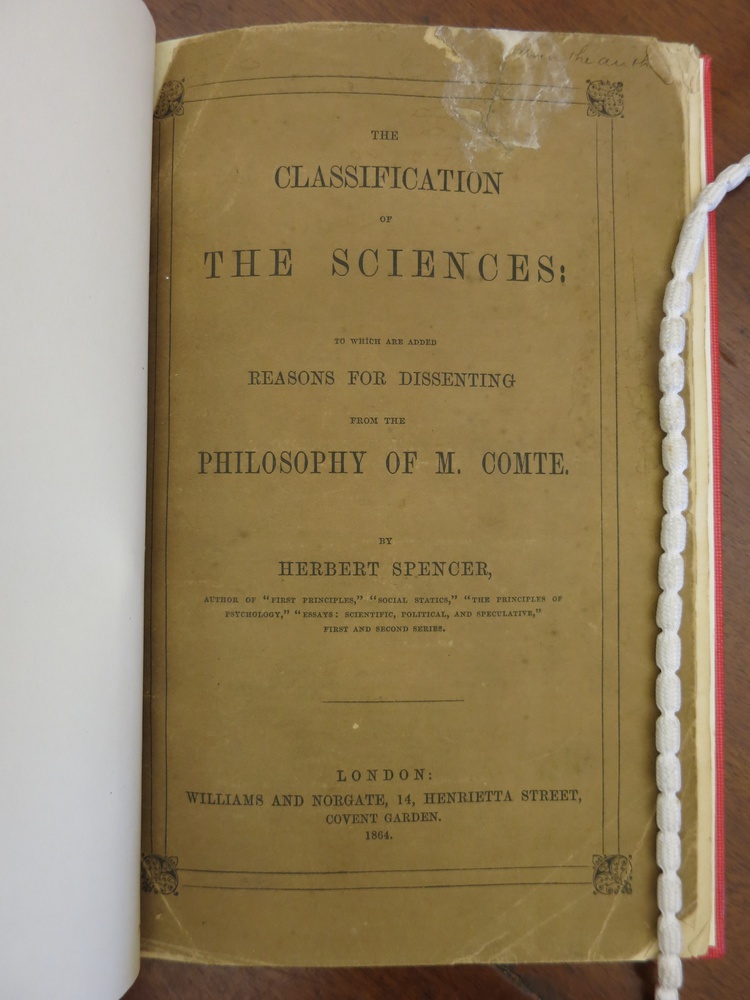 the auth
THE
CLASSIFICATION
OF
THE SCIENCES:
TO WHICH ARE ADDED
REASONS FOR DISSENTING
FROM THE
PHILOSOPHY OF M. COMTE.
BY
HERBERT SPENCER,
AUTHOR OF "FIRST PRINCIPLES," "SOCIAL STATICS," "THE PRINCIPLES OF
PSYCHOLOGY," "ESSAYS: SCIENTIFIC, POLITICAL, AND SPECULATIVE,"
FIRST AND SECOND SERIES.
LONDON:
WILLIAMS AND NORGATE, 14, HENRIETTA STREET,
COVENT GARDEN.
1864.